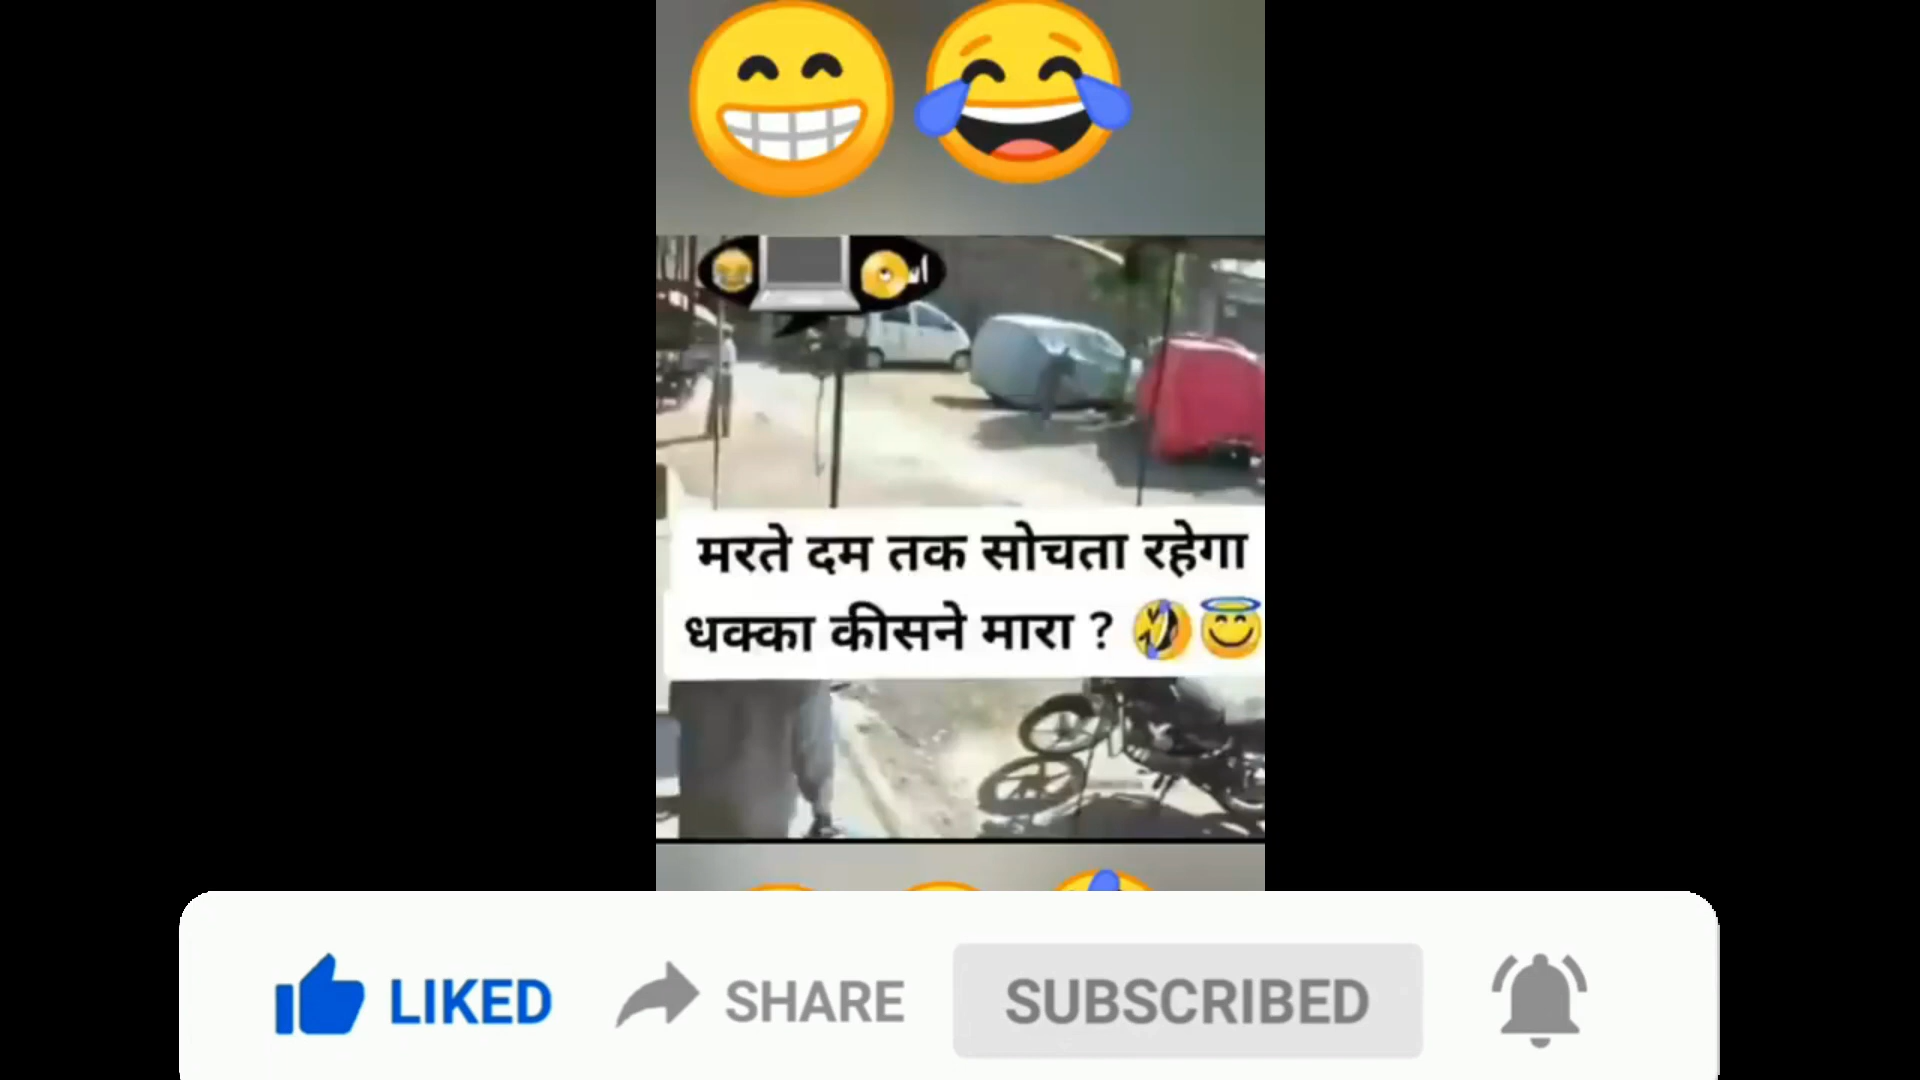 मरते दम तक सोचता रहेगा
धक्का कीसने मारा ?
LIKED SHARE SUBSCRIBED